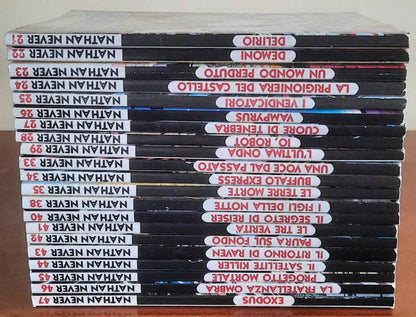 NATHAN NEVER 21 DELIRIO
NATHAN NEVER 22 DEMONI
NATHAN NEVER 23 UN MONDO PERDUTO
NATHAN NEVER 24 LA PRIGIONIERA DEL CASTELLO
NATHAN NEVER 25 I VENDICATORI
NATHAN NEVER 26 VAMPYRUS
NATHAN NEVER 27 CUORE DI TENEBRA
NATHAN NEVER 28 IO, ROBOT
NATHAN NEVER 29 L'ULTIMA ONDA
NATHAN NEVER 33 UNA VOCE DAL PASSATO
NATHAN NEVER 34 BUFALO EXPRESS
NATHAN NEVER 35 LE TERRE MORTE
NATHAN NEVER 38 I FIGLI DELLA NOTTE
NATHAN NEVER 40 IL SEGRETO DI REISER
NATHAN NEVER 41 LE TRE VERITÀ
NATHAN NEVER 42 PAURA SUL FONDO
NATHAN NEVER 43 IL RITORNO DI RAVEN
NATHAN NEVER 44 IL SATELLITE KILLER
NATHAN NEVER 45 PROGETTO MORTALE
NATHAN NEVER 46 LA FRATELLANZA OMBRA
NATHAN NEVER 47 EXODUS